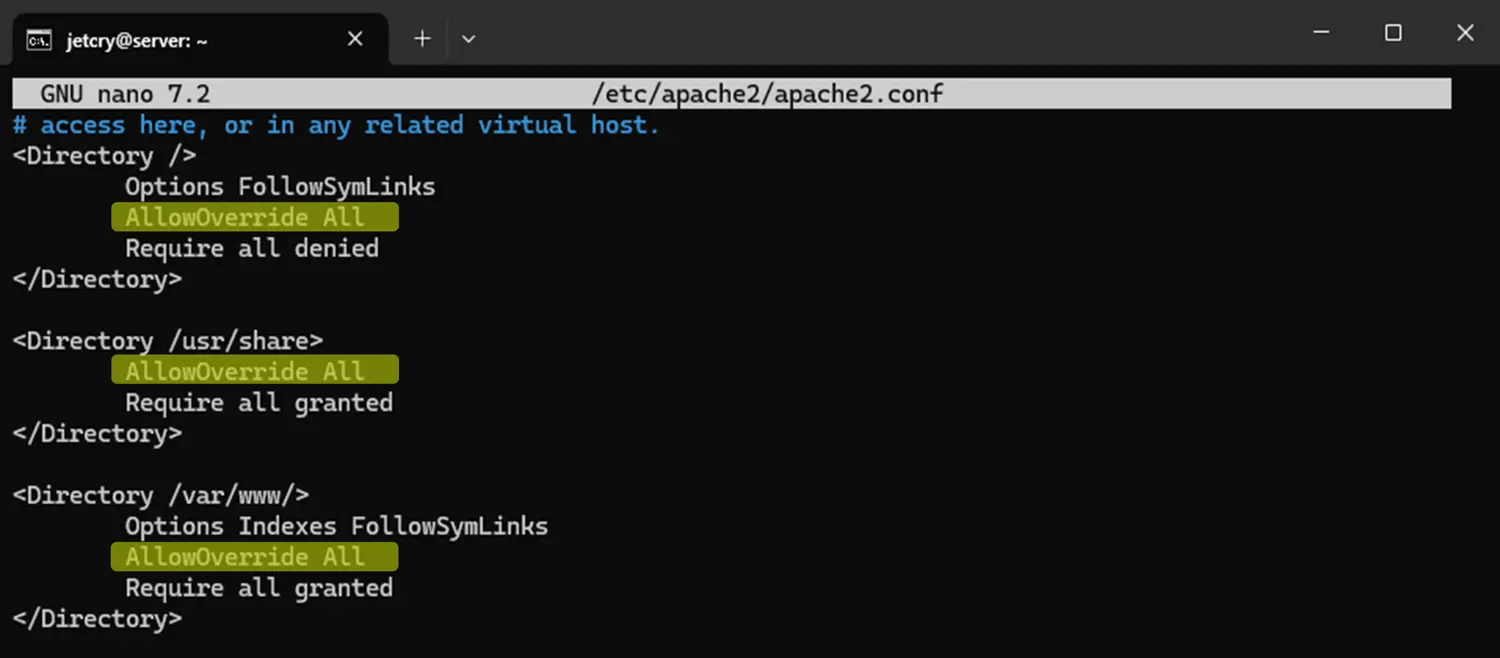 jetcry@server: ~
GNU nano 7.2 /etc/apache2/apache2.conf
# access here, or in any related virtual host.
<Directory />
        Options FollowSymLinks
        AllowOverride All
        Require all denied
</Directory>

<Directory /usr/share>
        AllowOverride All
        Require all granted
</Directory>

<Directory /var/www/>
        Options Indexes FollowSymLinks
        AllowOverride All
        Require all granted
</Directory>